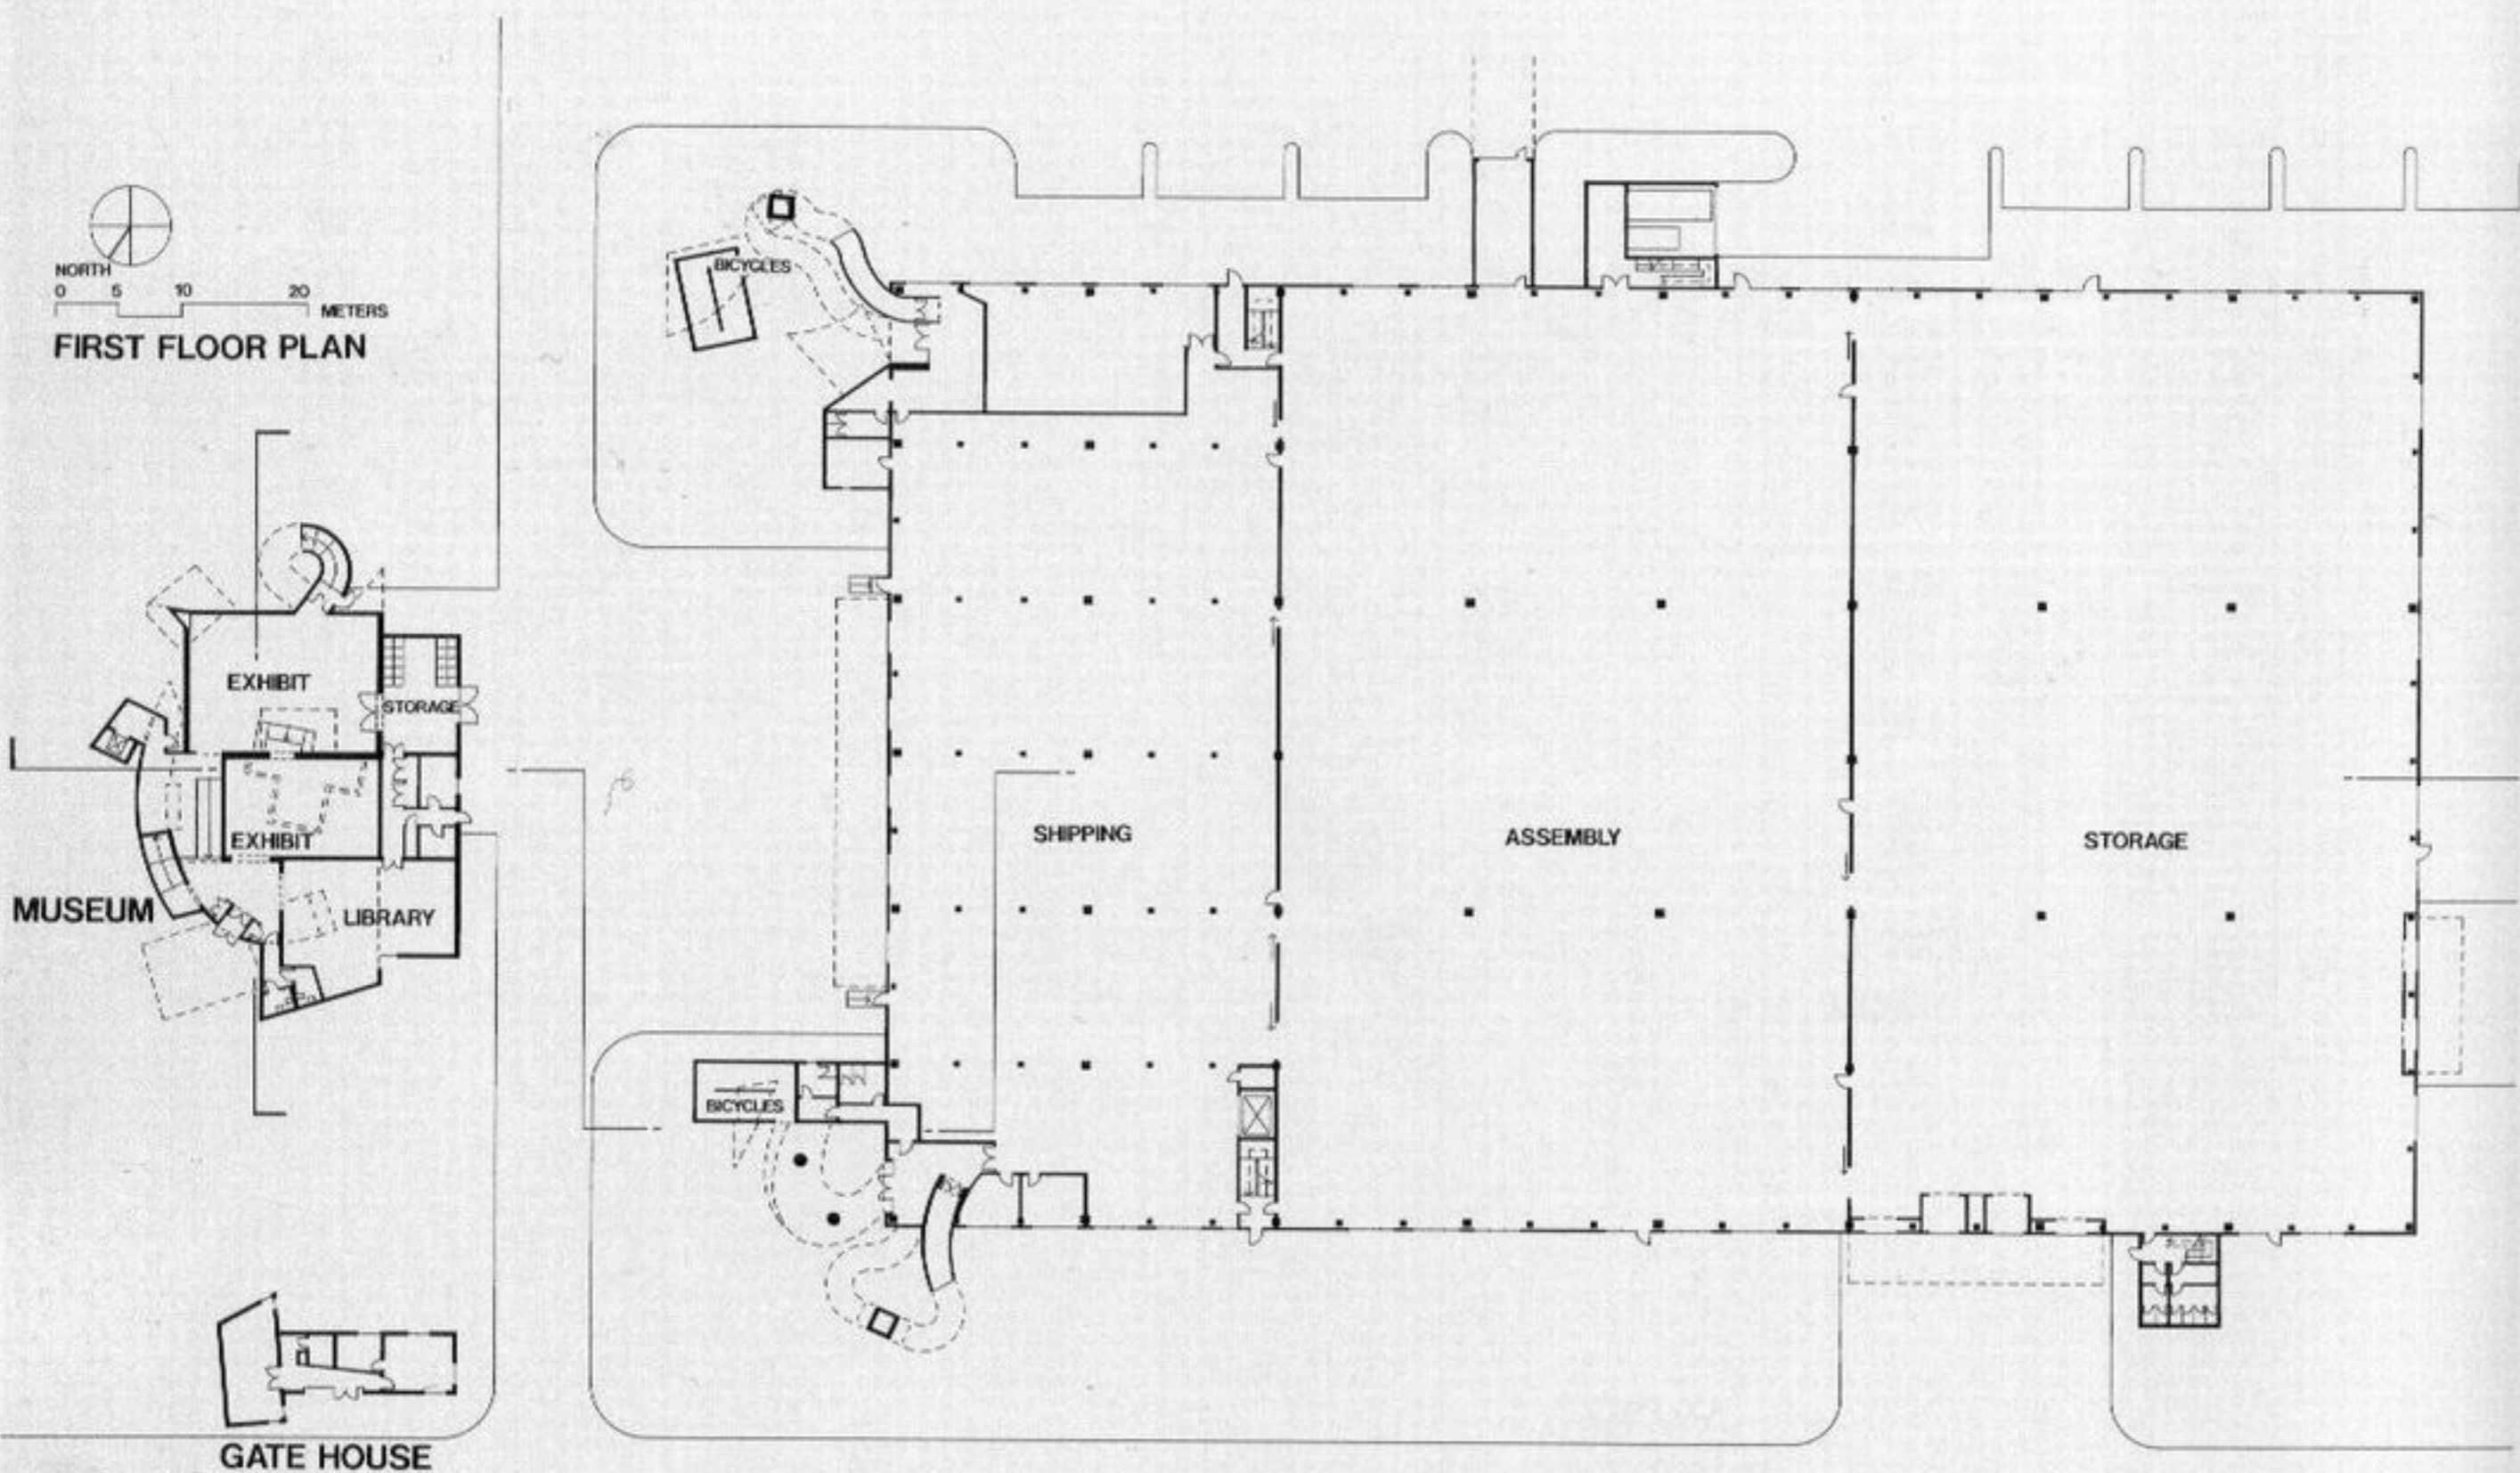 NORTH
0 5 10 20
METERS
FIRST FLOOR PLAN
BICYCLES
EXHIBIT
STORAGE
EXHIBIT
MUSEUM
LIBRARY
SHIPPING
ASSEMBLY
STORAGE
BICYCLES
GATE HOUSE